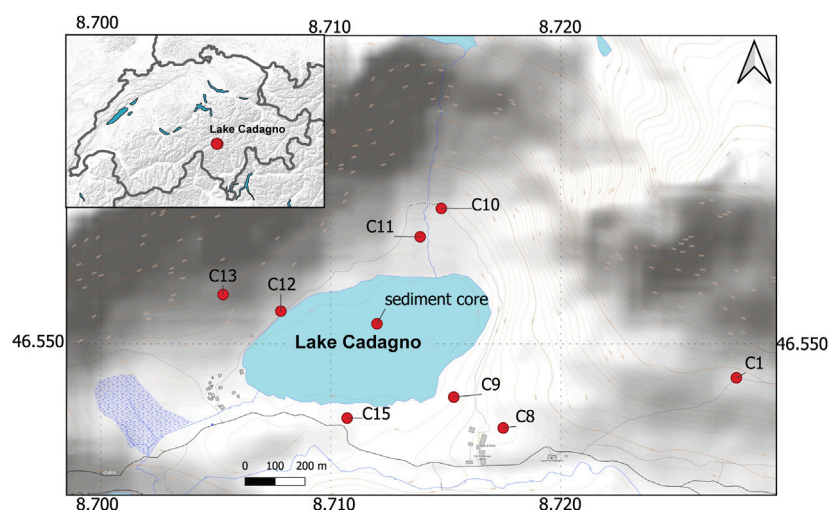 8.700 8.710 8.720
Lake Cadagno
C10
C11
C13
C12
sediment core
Lake Cadagno
46.550 46.550
C1
C9
C15
C8
0 100 200 m
8.700 8.710 8.720